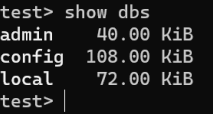 test> show dbs
admin    40.00 KiB
config  108.00 KiB
local    72.00 KiB
test>